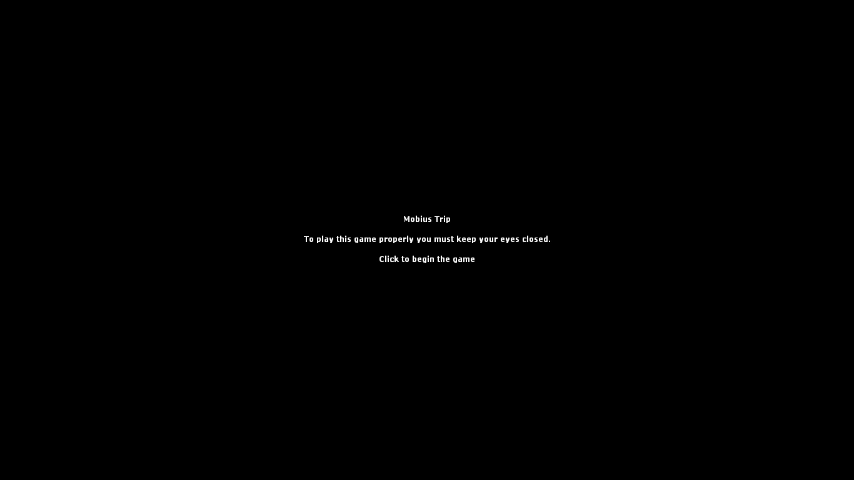 Mobius Trip
To play this game properly you must keep your eyes closed.
Click to begin the game